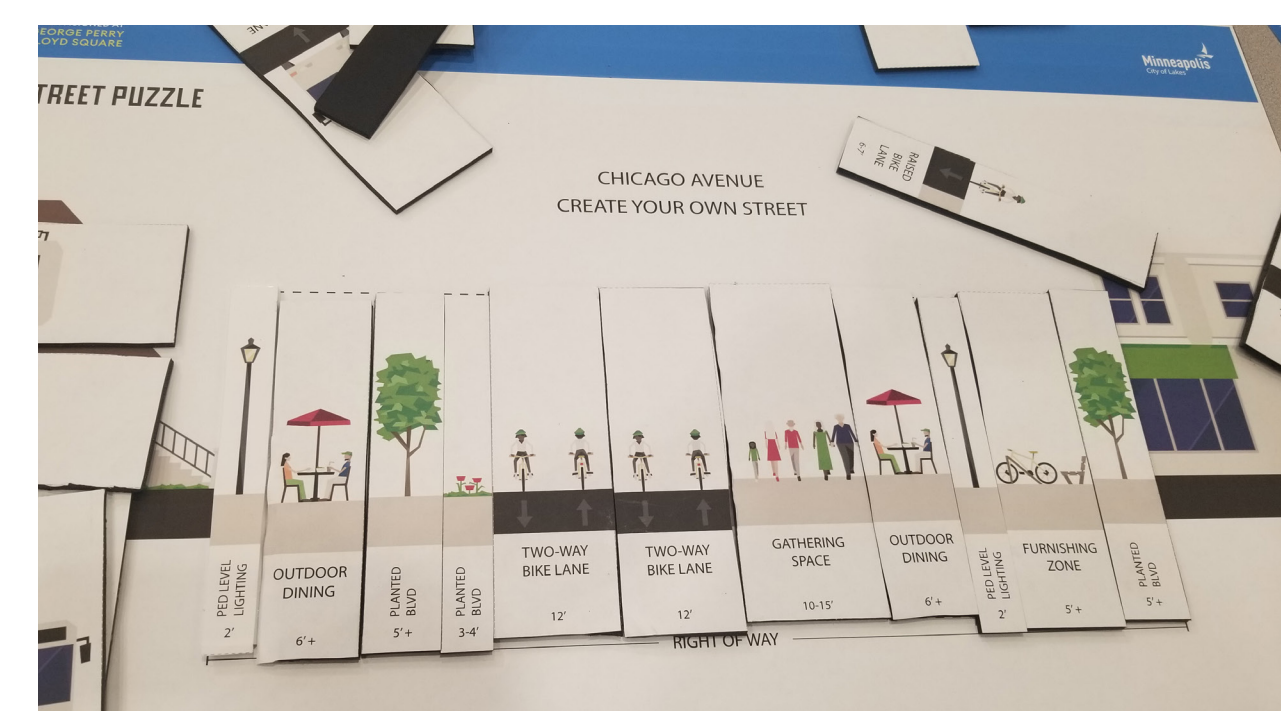 EORGE PERRY
LOYD SQUARE
Minneapolis
City of Lakes
TREET PUZZLE
CHICAGO AVENUE
CREATE YOUR OWN STREET
RAISED
BIKE
LANE
6-7
PED LEVEL
LIGHTING
2'
OUTDOOR
DINING
6'+
PLANTED
BLVD
5'+
PLANTED
BLVD
3-4'
TWO-WAY
BIKE LANE
12'
TWO-WAY
BIKE LANE
12'
GATHERING
SPACE
10-15'
OUTDOOR
DINING
6'+
PED LEVEL
LIGHTING
2'
FURNISHING
ZONE
5'+
PLANTED
BLVD
5'+
RIGHT OF WAY